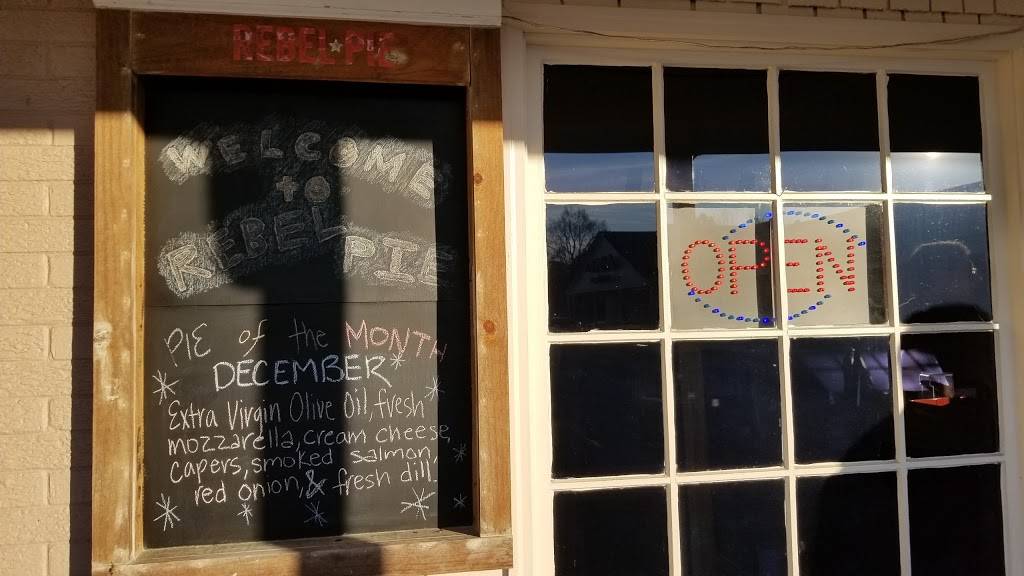 REBEL★PIE
WELCOME
to
REBEL
REBEL PIE
PIE of the MONTH
DECEMBER
Extra Virgin Olive Oil, fresh
mozzarella, cream cheese,
capers, smoked salmon,
red onion, & fresh dill.
OPEN